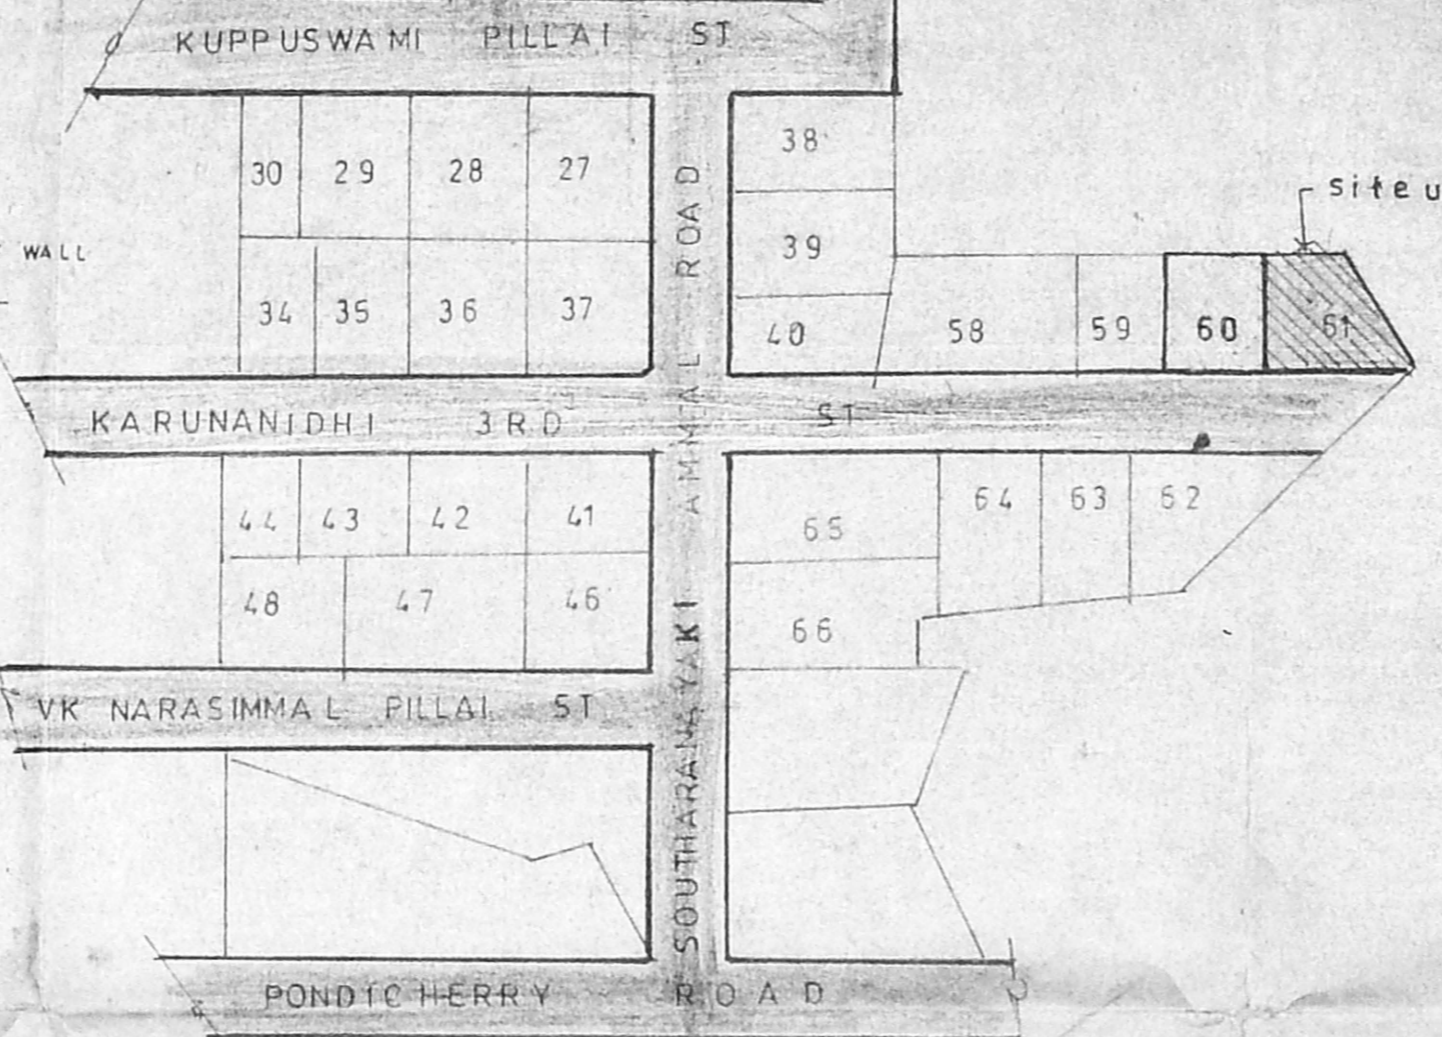 KUPPUSWAMI PILLAI ST
38
30 29 28 27
39
site u
WALL
34 35 36 37
40 58 59 60 61
KARUNANIDHI 3RD ST
44 43 42 41
65 64 63 62
48 47 46
66
VK NARASIMMAL PILLAI ST
SOUTHARANAYAKI AMMAL ROAD
PONDICHERRY ROAD